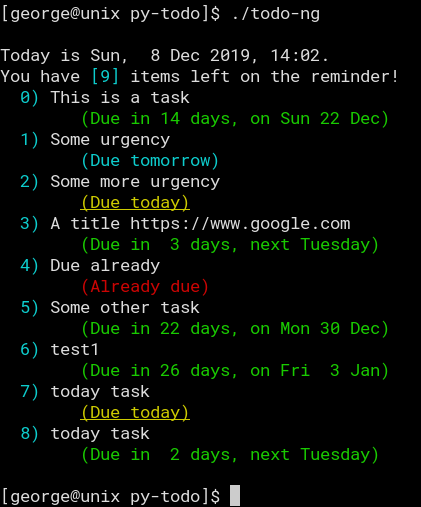 [george@unix py-todo]$ ./todo-ng
Today is Sun,  8 Dec 2019, 14:02.
You have [9] items left on the reminder!
  0) This is a task
        (Due in 14 days, on Sun 22 Dec)
  1) Some urgency
        (Due tomorrow)
  2) Some more urgency
        (Due today)
  3) A title https://www.google.com
        (Due in  3 days, next Tuesday)
  4) Due already
        (Already due)
  5) Some other task
        (Due in 22 days, on Mon 30 Dec)
  6) test1
        (Due in 26 days, on Fri  3 Jan)
  7) today task
        (Due today)
  8) today task
        (Due in  2 days, next Tuesday)
[george@unix py-todo]$